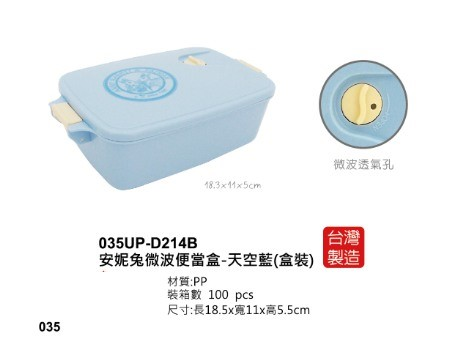 微波透氣孔
18.3x11x5cm
035UP-D214B
安妮兔微波便當盒-天空藍(盒裝)
台灣
製造
材質:PP
裝箱數 100 pcs
尺寸:長18.5x寬11x高5.5cm
035